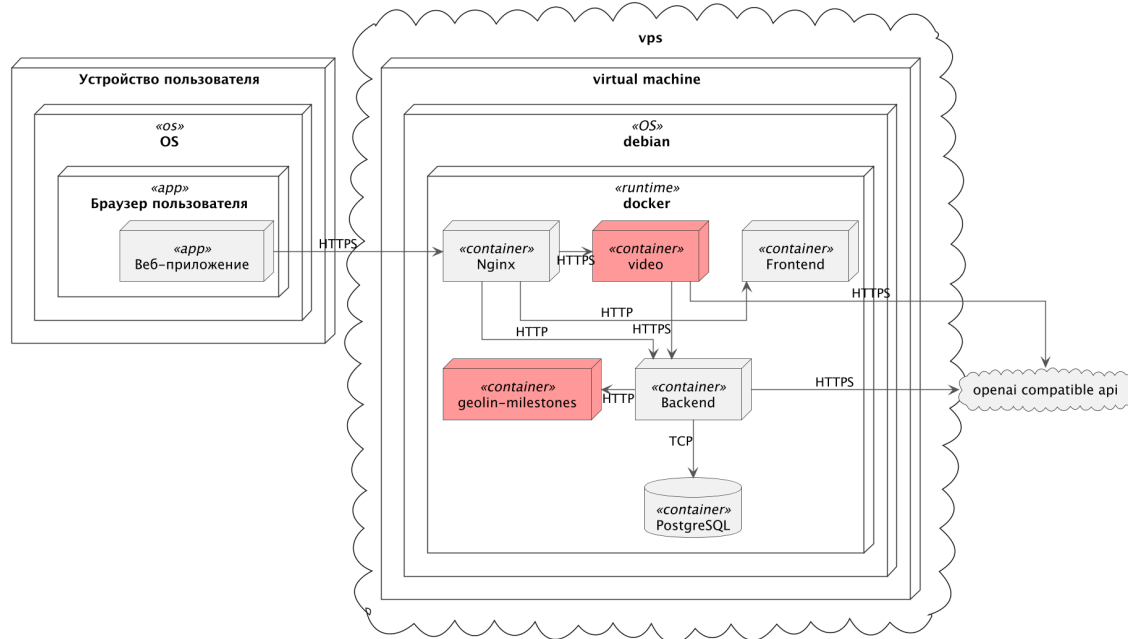 vps
Устройство пользователя
virtual machine
«os»
OS
«OS»
debian
«app»
Браузер пользователя
«runtime»
docker
«app»
Веб-приложение
HTTPS
«container»
Nginx
HTTPS
«container»
video
«container»
Frontend
HTTPS
HTTP
HTTP
HTTPS
«container»
geolin-milestones
HTTP
«container»
Backend
HTTPS
openai compatible api
TCP
«container»
PostgreSQL